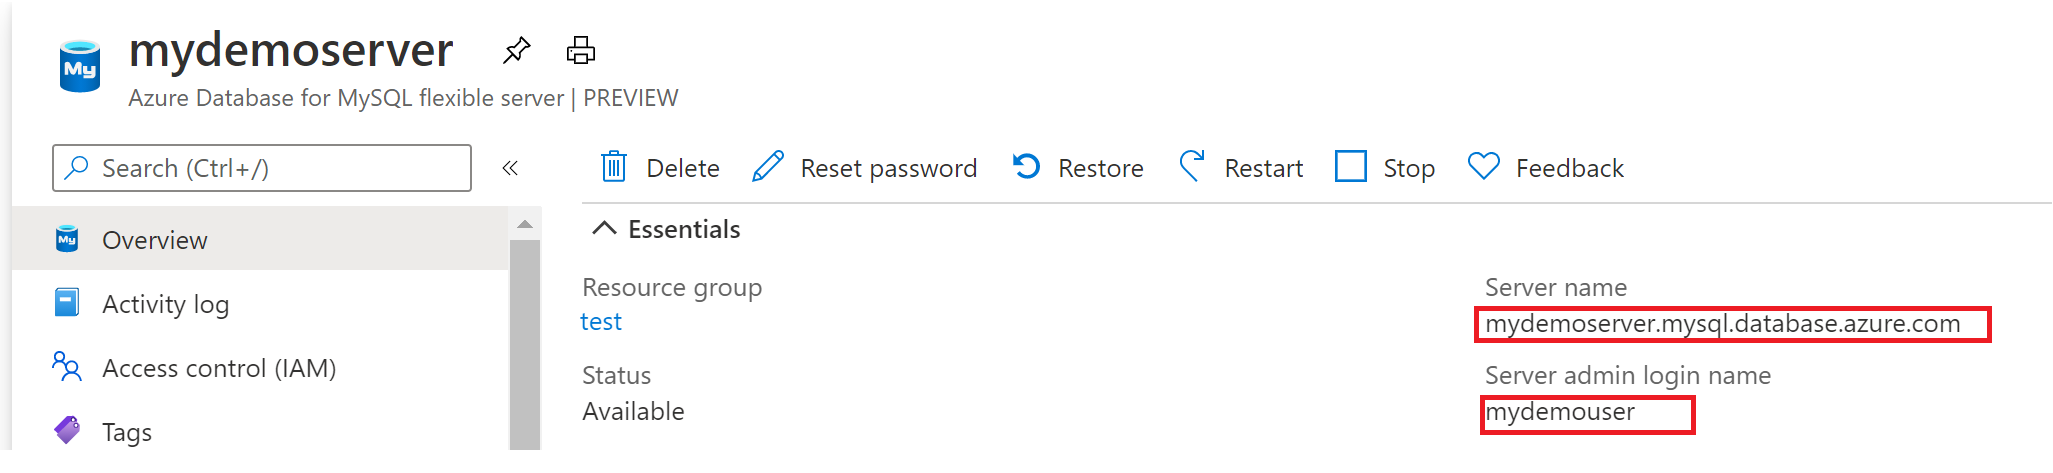 mydemoserver
My
Azure Database for MySQL flexible server | PREVIEW
Search (Ctrl+/)
«
Delete
Reset password
Restore
Restart
Stop
Feedback
My
Overview
Activity log
Access control (IAM)
Tags
Essentials
Resource group
test
Status
Available
Server name
mydemoserver.mysql.database.azure.com
Server admin login name
mydemouser